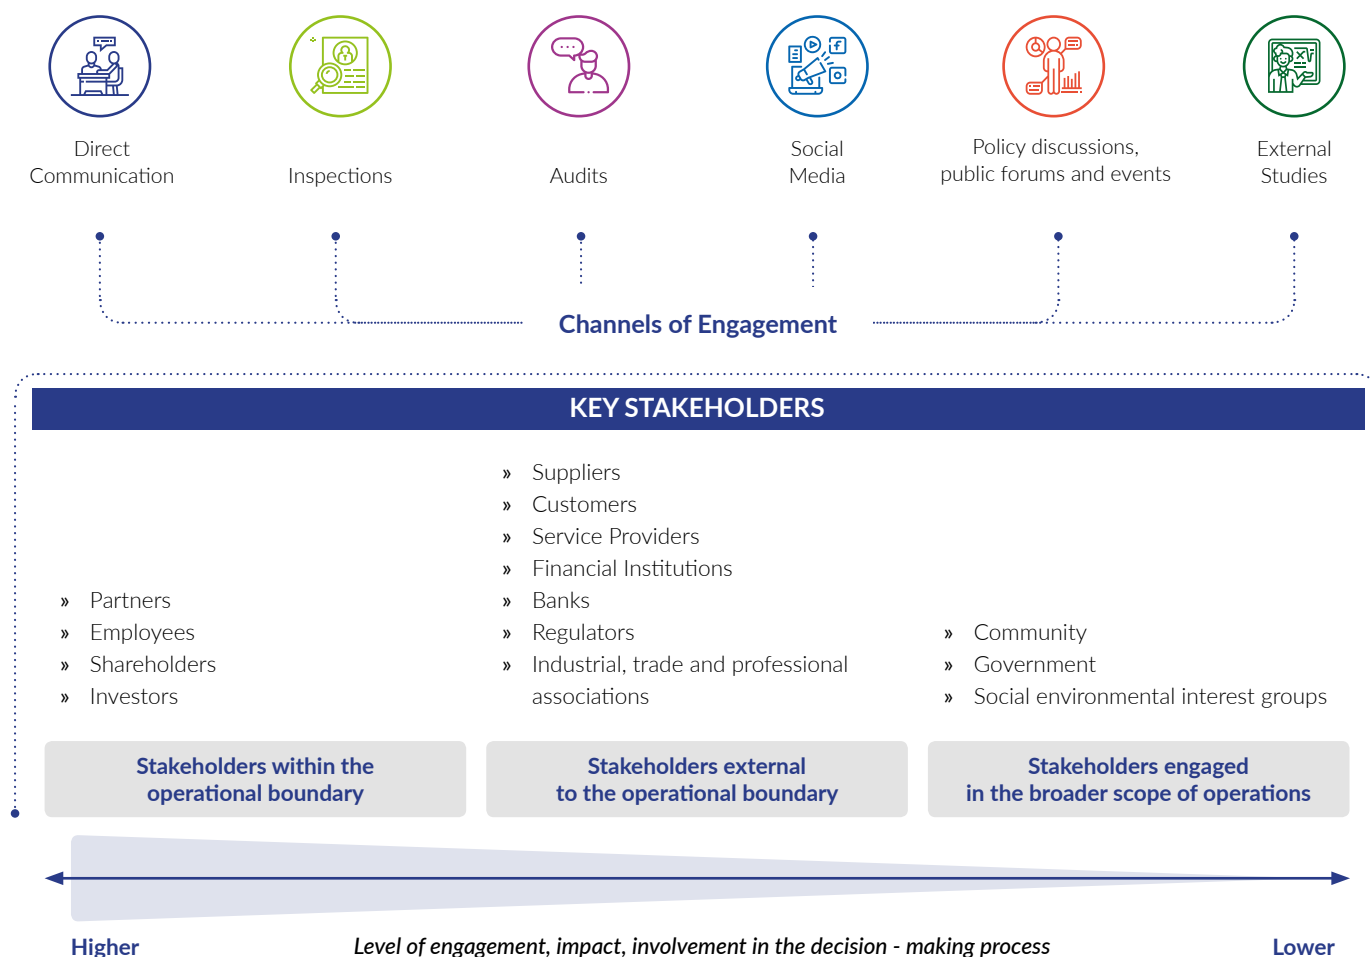 Direct
Communication
Inspections
Audits
Social
Media
Policy discussions,
public forums and events
External
Studies
Channels of Engagement
KEY STAKEHOLDERS
» Partners
» Employees
» Shareholders
» Investors
» Suppliers
» Customers
» Service Providers
» Financial Institutions
» Banks
» Regulators
» Industrial, trade and professional
associations
» Community
» Government
» Social environmental interest groups
Stakeholders within the
operational boundary
Stakeholders external
to the operational boundary
Stakeholders engaged
in the broader scope of operations
Higher
Level of engagement, impact, involvement in the decision - making process
Lower